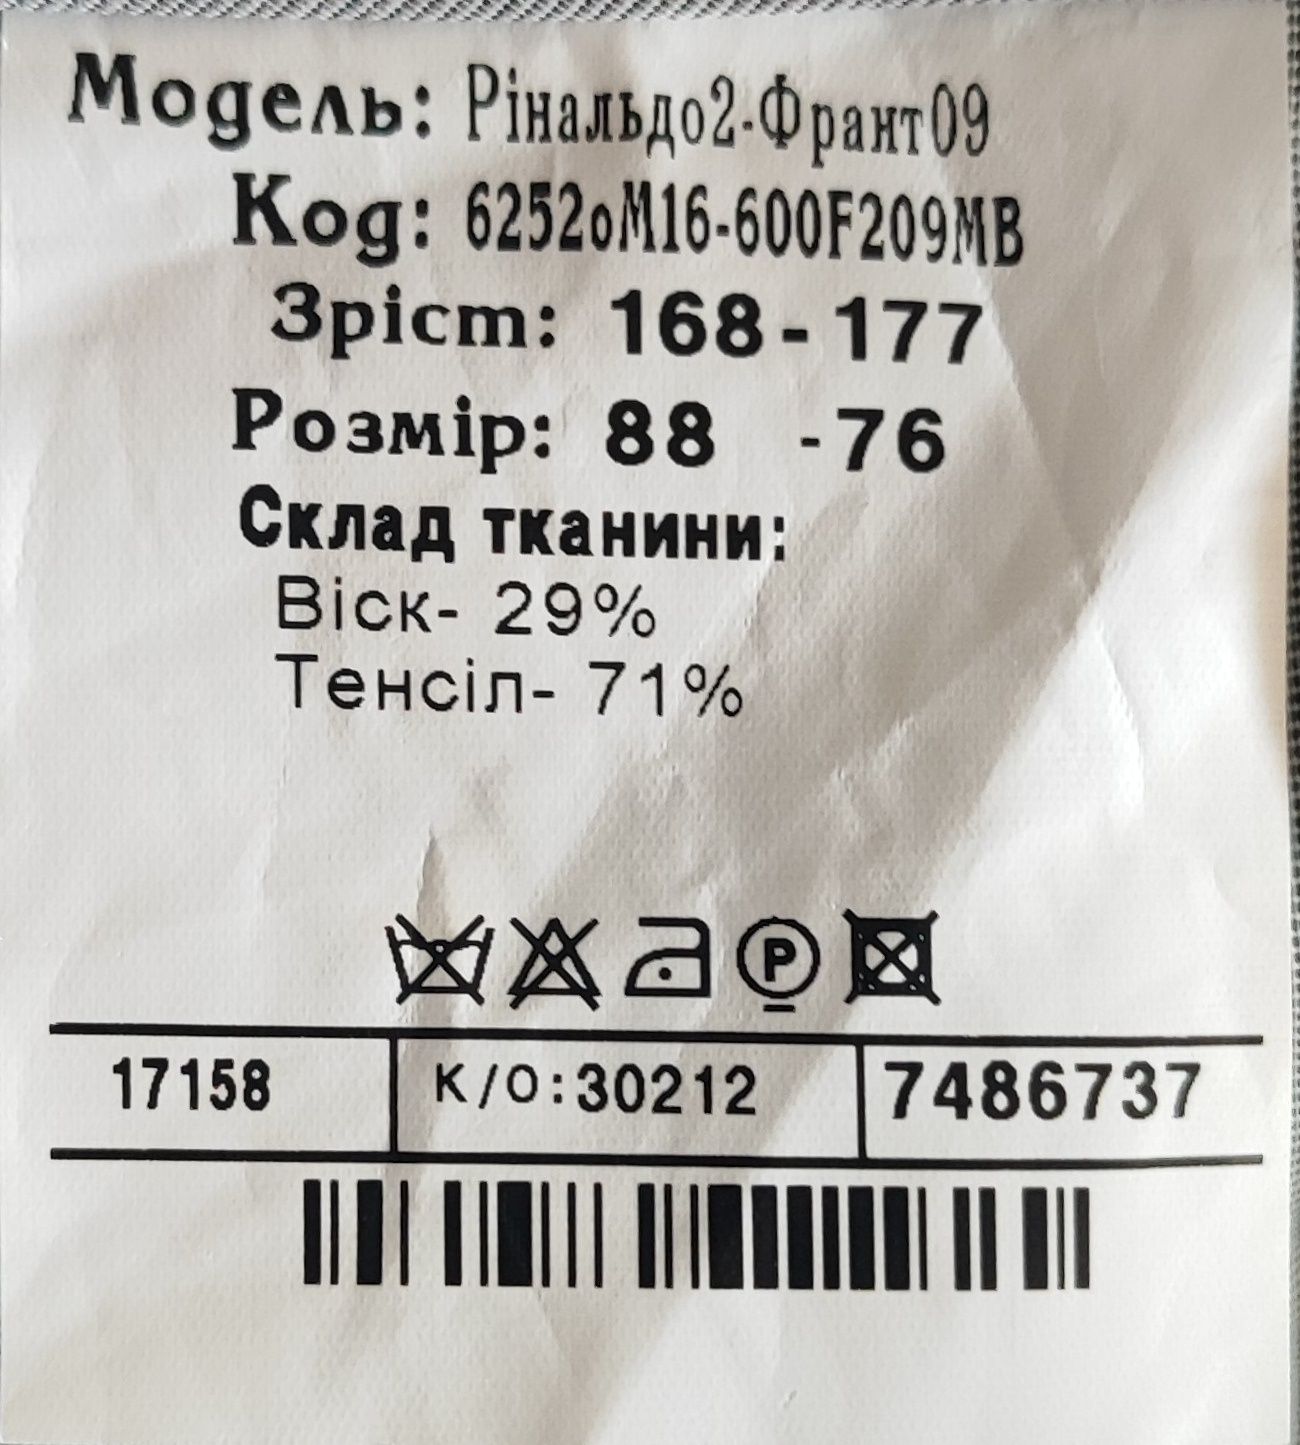 Модель: Рінальдо2-Франт09
Код: 6252оМ16-600F209МВ
Зріст: 168-177
Розмір: 88 -76
Склад тканини:
Віск- 29%
Тенсіл- 71%
P
17158 К/О:30212 7486737